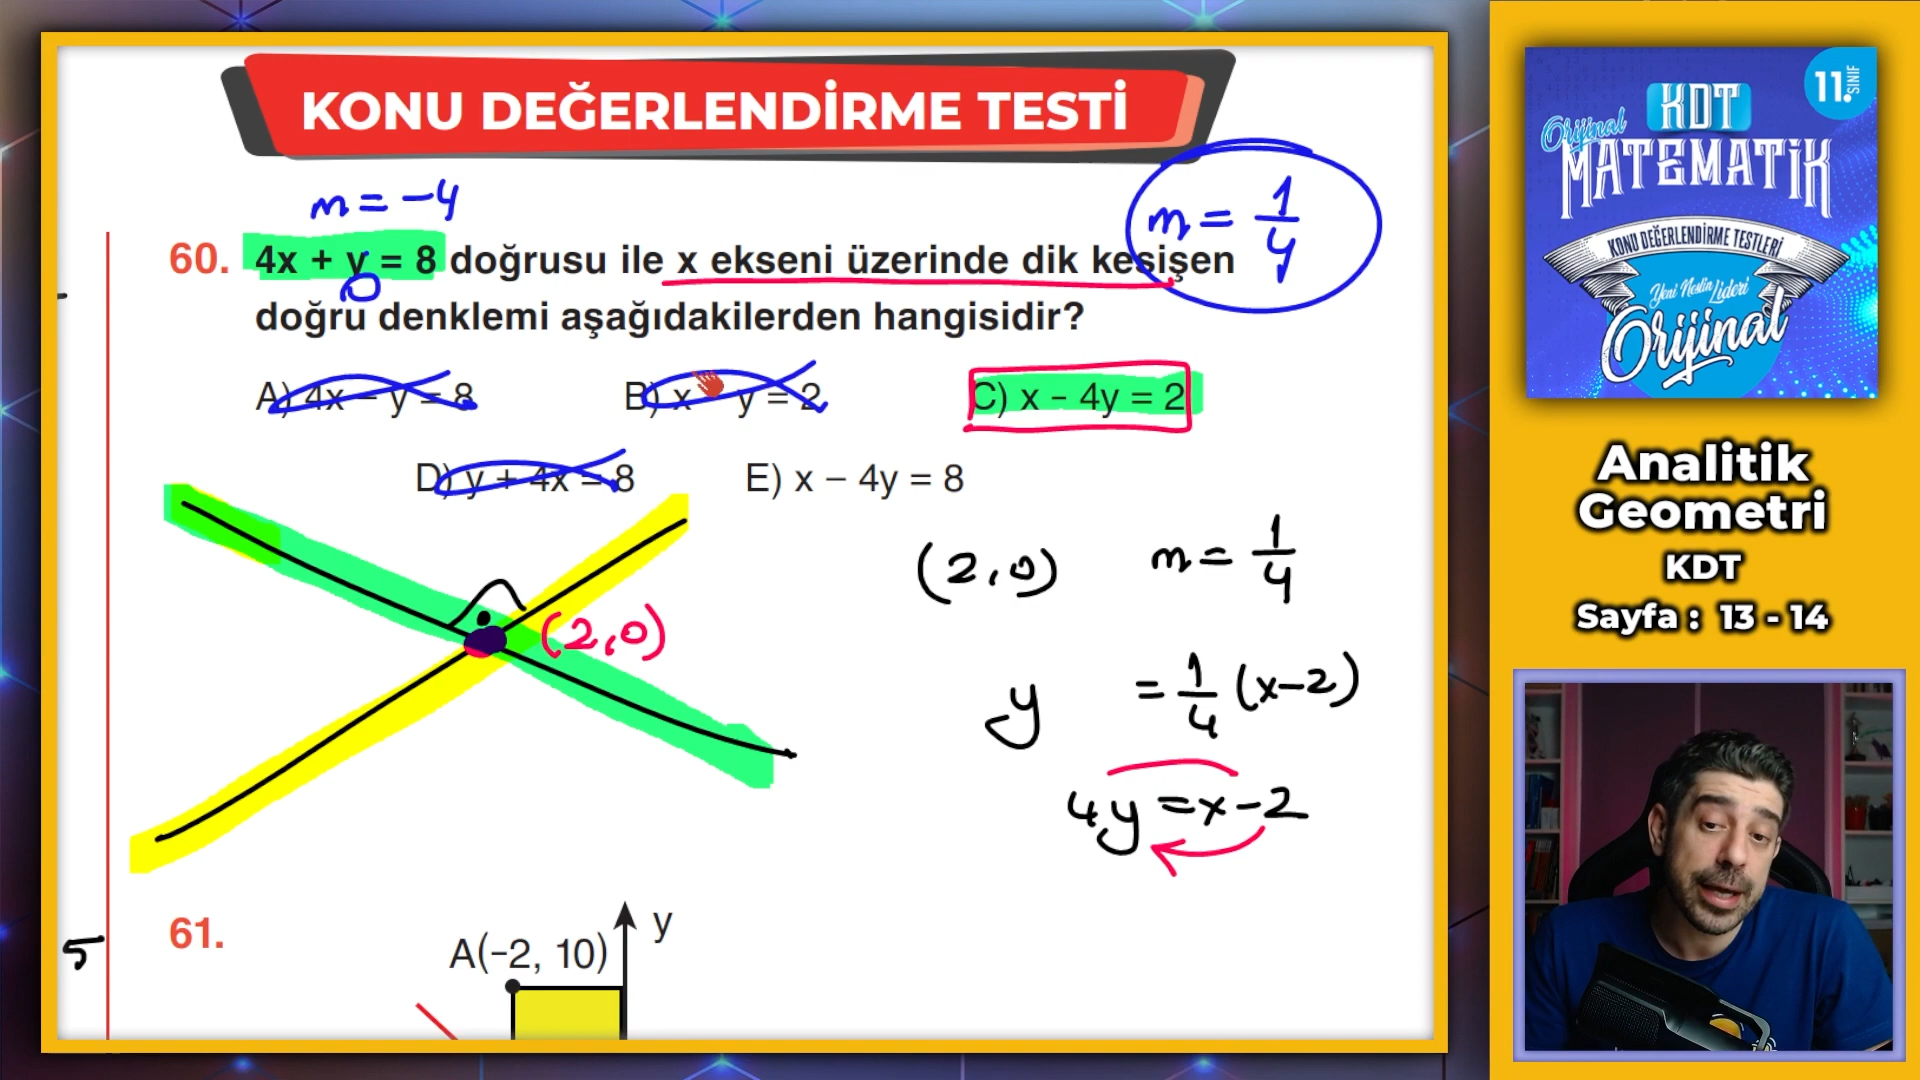 KONU DEĞERLENDİRME TESTİ
m = -4
m = 1/4
60. 4x + y = 8 doğrusu ile x ekseni üzerinde dik kesişen
0
doğru denklemi aşağıdakilerden hangisidir?
A) 4x – y = 8 B) x y = 2 C) x - 4y = 2
D) y + 4x = 8 E) x – 4y = 8
(2,0) m = 1/4
(2,0)
y = 1/4 (x-2)
4y = x-2
61.
5
A(-2, 10)
y
11. SINIF
KDT
Orijinal
MATEMATİK
KONU DEĞERLENDİRME TESTLERİ
Yeni Neslin Lideri
Orijinal
Analitik
Geometri
KDT
Sayfa : 13 - 14